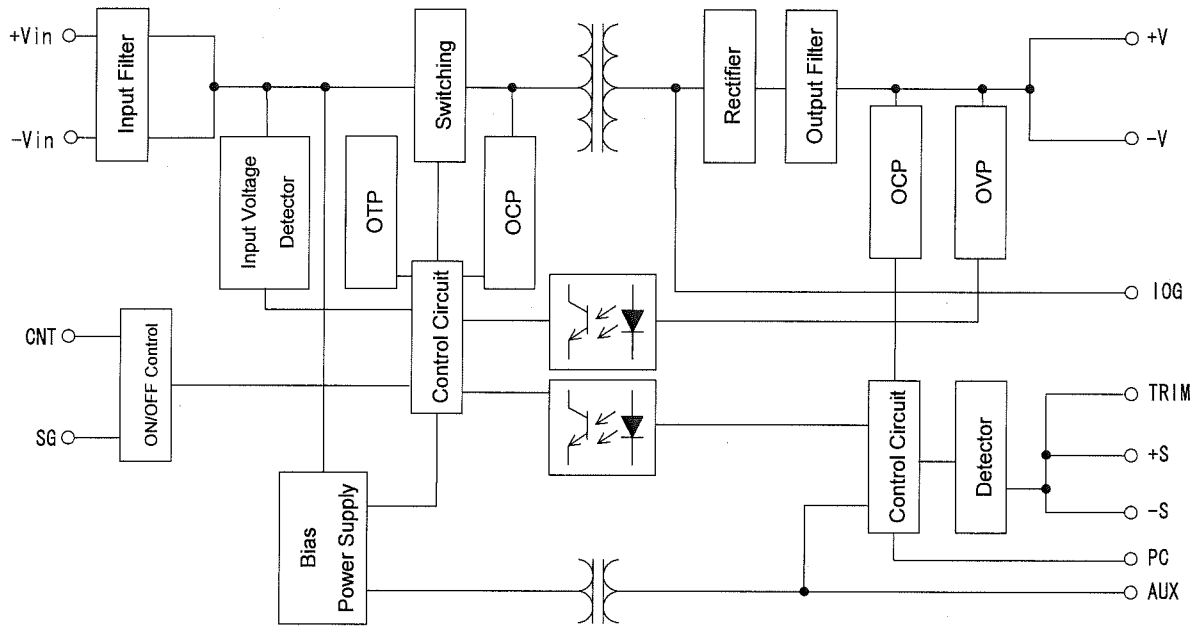 +Vin
-Vin
Input Filter
Switching
Rectifier
Output Filter
+V
-V
Input Voltage
Detector
OTP
OCP
OCP
OVP
IOG
CNT
SG
ON/OFF Control
Control Circuit
Control Circuit
Detector
TRIM
+S
-S
Bias
Power Supply
PC
AUX